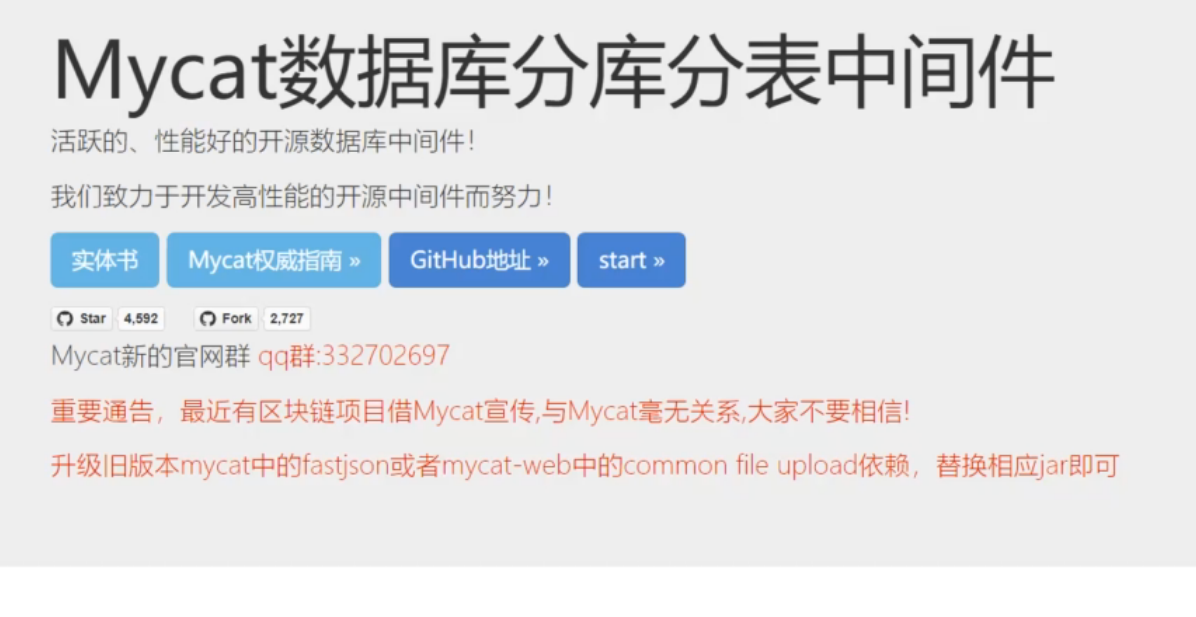 Mycat数据库分库分表中间件
活跃的、性能好的开源数据库中间件！
我们致力于开发高性能的开源中间件而努力！
实体书 Mycat权威指南 » GitHub地址 » start »
Star 4,592 Fork 2,727
Mycat新的官网群 qq群:332702697
重要通告，最近有区块链项目借Mycat宣传,与Mycat毫无关系,大家不要相信!
升级旧版本mycat中的fastjson或者mycat-web中的common file upload依赖，替换相应jar即可